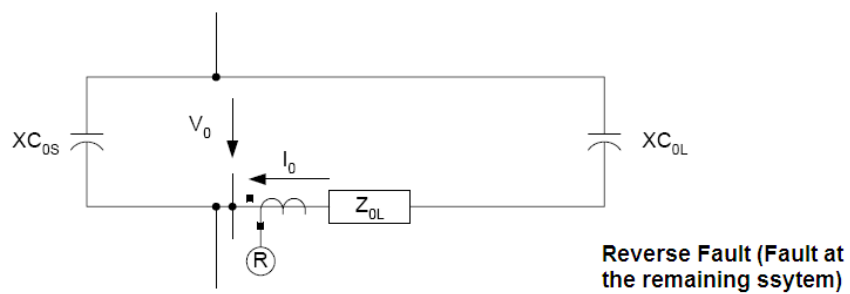 XC0S
V0
I0
XC0L
Z0L
R
Reverse Fault (Fault at
the remaining ssytem)